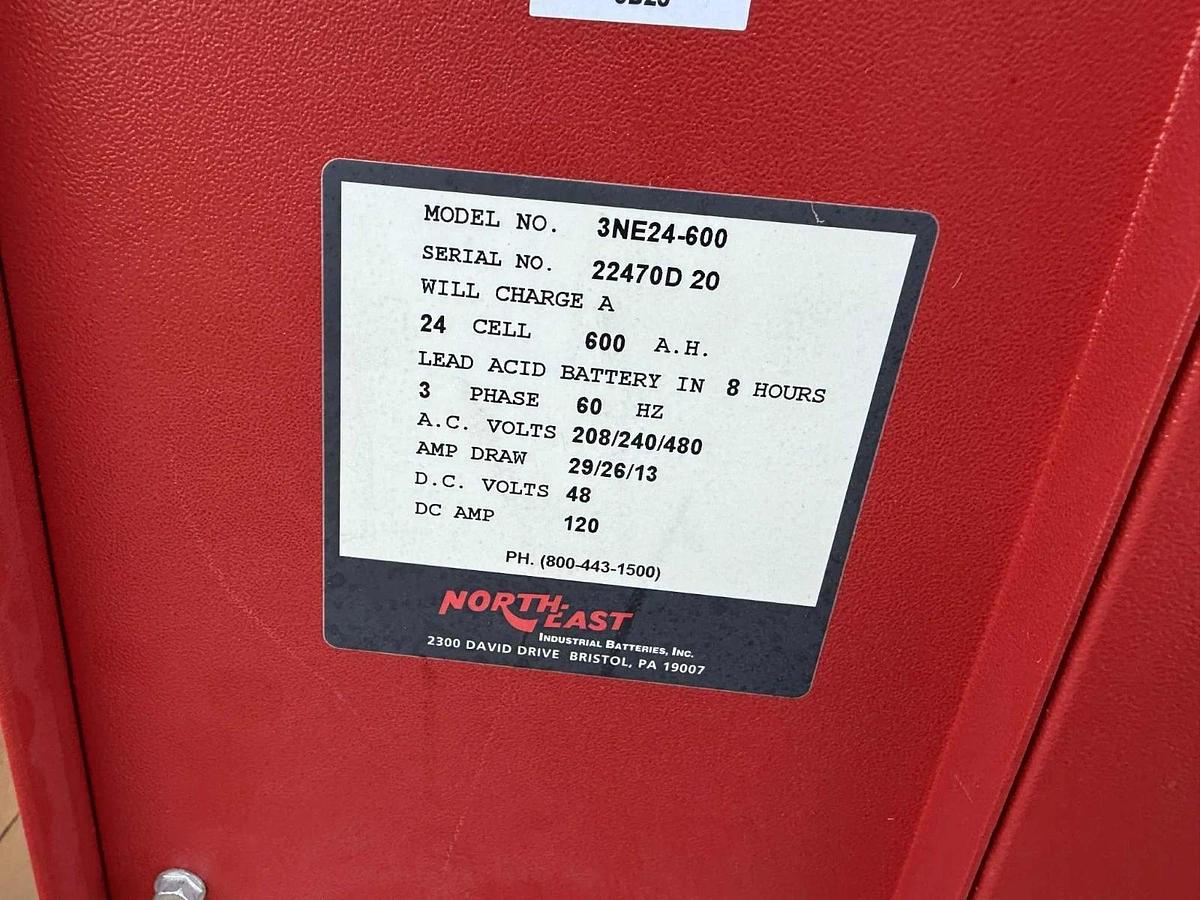 MODEL NO. 3NE24-600
SERIAL NO. 22470D 20
WILL CHARGE A
24 CELL 600 A.H.
LEAD ACID BATTERY IN 8 HOURS
3 PHASE 60 HZ
A.C. VOLTS 208/240/480
AMP DRAW 29/26/13
D.C. VOLTS 48
DC AMP 120
PH. (800-443-1500)
NORTH-EAST
INDUSTRIAL BATTERIES, INC.
2300 DAVID DRIVE BRISTOL, PA 19007